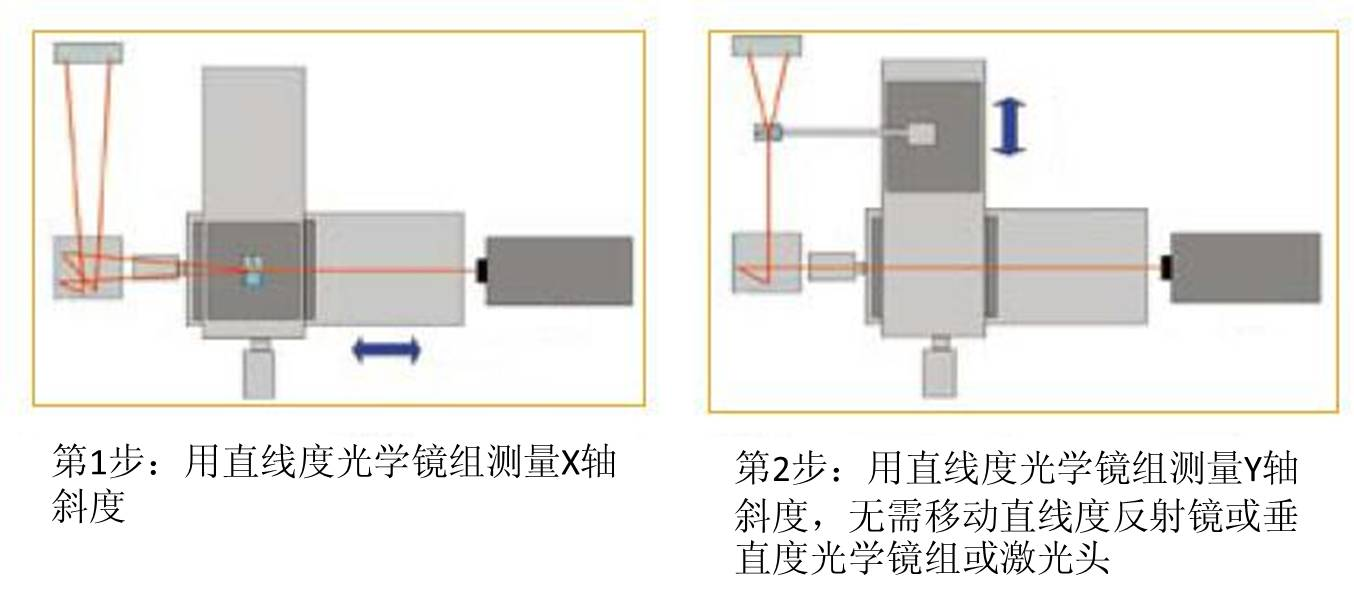 第1步：用直线度光学镜组测量X轴
斜度
第2步：用直线度光学镜组测量Y轴
斜度，无需移动直线度反射镜或垂
直度光学镜组或激光头